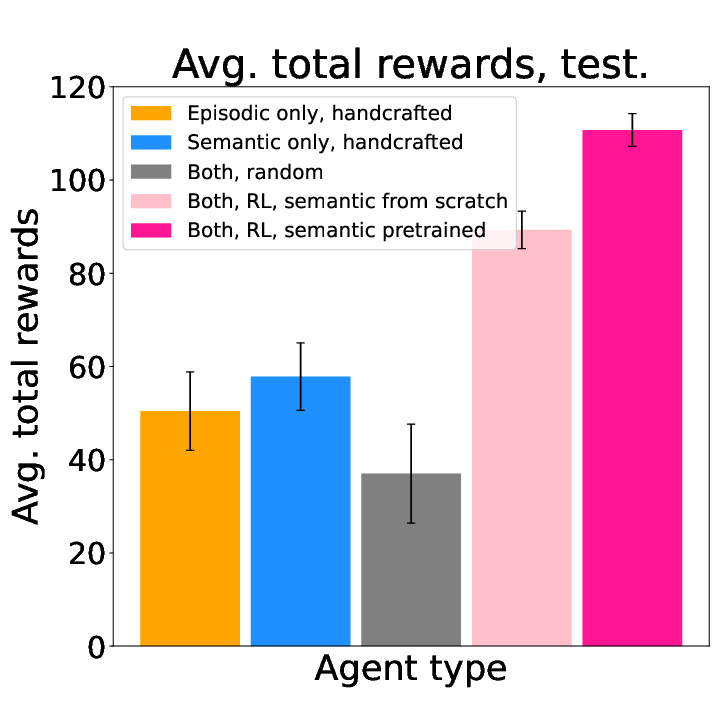 Avg. total rewards, test.
120
100
80
60
40
20
0
Avg. total rewards
Episodic only, handcrafted
Semantic only, handcrafted
Both, random
Both, RL, semantic from scratch
Both, RL, semantic pretrained
Agent type